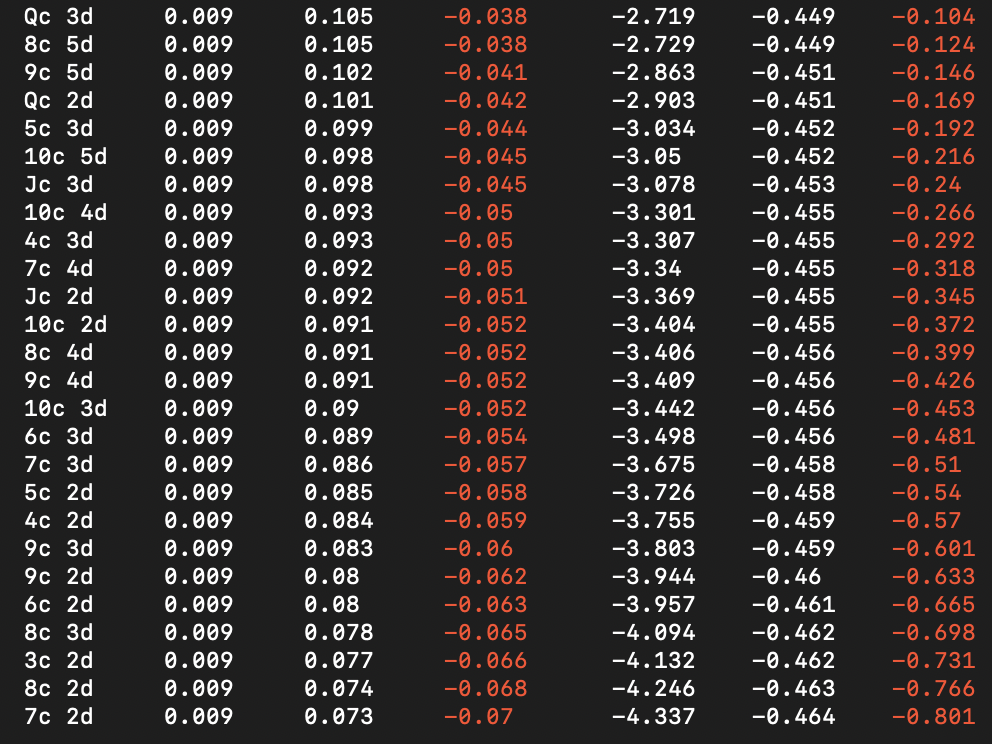 Qc 3d 0.009 0.105 −0.038 −2.719 −0.449 −0.104
8c 5d 0.009 0.105 −0.038 −2.729 −0.449 −0.124
9c 5d 0.009 0.102 −0.041 −2.863 −0.451 −0.146
Qc 2d 0.009 0.101 −0.042 −2.903 −0.451 −0.169
5c 3d 0.009 0.099 −0.044 −3.034 −0.452 −0.192
10c 5d 0.009 0.098 −0.045 −3.05 −0.452 −0.216
Jc 3d 0.009 0.098 −0.045 −3.078 −0.453 −0.24
10c 4d 0.009 0.093 −0.05 −3.301 −0.455 −0.266
4c 3d 0.009 0.093 −0.05 −3.307 −0.455 −0.292
7c 4d 0.009 0.092 −0.05 −3.34 −0.455 −0.318
Jc 2d 0.009 0.092 −0.051 −3.369 −0.455 −0.345
10c 2d 0.009 0.091 −0.052 −3.404 −0.455 −0.372
8c 4d 0.009 0.091 −0.052 −3.406 −0.456 −0.399
9c 4d 0.009 0.091 −0.052 −3.409 −0.456 −0.426
10c 3d 0.009 0.09 −0.052 −3.442 −0.456 −0.453
6c 3d 0.009 0.089 −0.054 −3.498 −0.456 −0.481
7c 3d 0.009 0.086 −0.057 −3.675 −0.458 −0.51
5c 2d 0.009 0.085 −0.058 −3.726 −0.458 −0.54
4c 2d 0.009 0.084 −0.059 −3.755 −0.459 −0.57
9c 3d 0.009 0.083 −0.06 −3.803 −0.459 −0.601
9c 2d 0.009 0.08 −0.062 −3.944 −0.46 −0.633
6c 2d 0.009 0.08 −0.063 −3.957 −0.461 −0.665
8c 3d 0.009 0.078 −0.065 −4.094 −0.462 −0.698
3c 2d 0.009 0.077 −0.066 −4.132 −0.462 −0.731
8c 2d 0.009 0.074 −0.068 −4.246 −0.463 −0.766
7c 2d 0.009 0.073 −0.07 −4.337 −0.464 −0.801